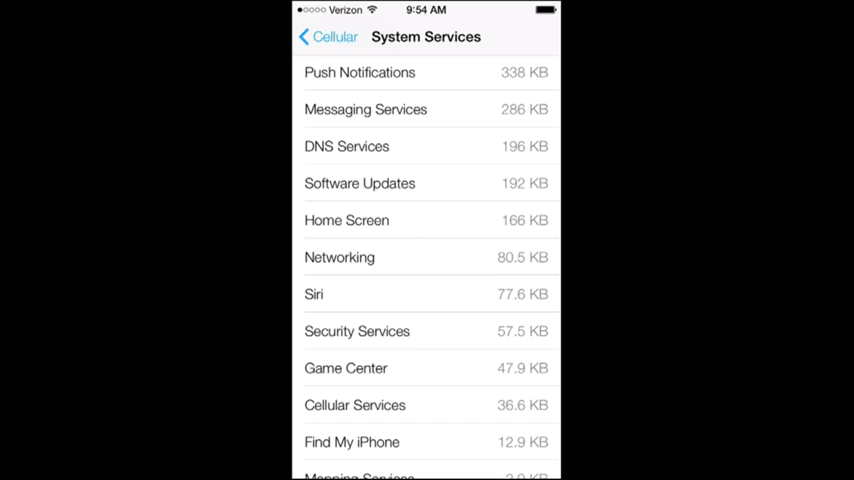 Verizon 9:54 AM
Cellular System Services
Push Notifications 338 KB
Messaging Services 286 KB
DNS Services 196 KB
Software Updates 192 KB
Home Screen 166 KB
Networking 80.5 KB
Siri 77.6 KB
Security Services 57.5 KB
Game Center 47.9 KB
Cellular Services 36.6 KB
Find My iPhone 12.9 KB
Mapping Services